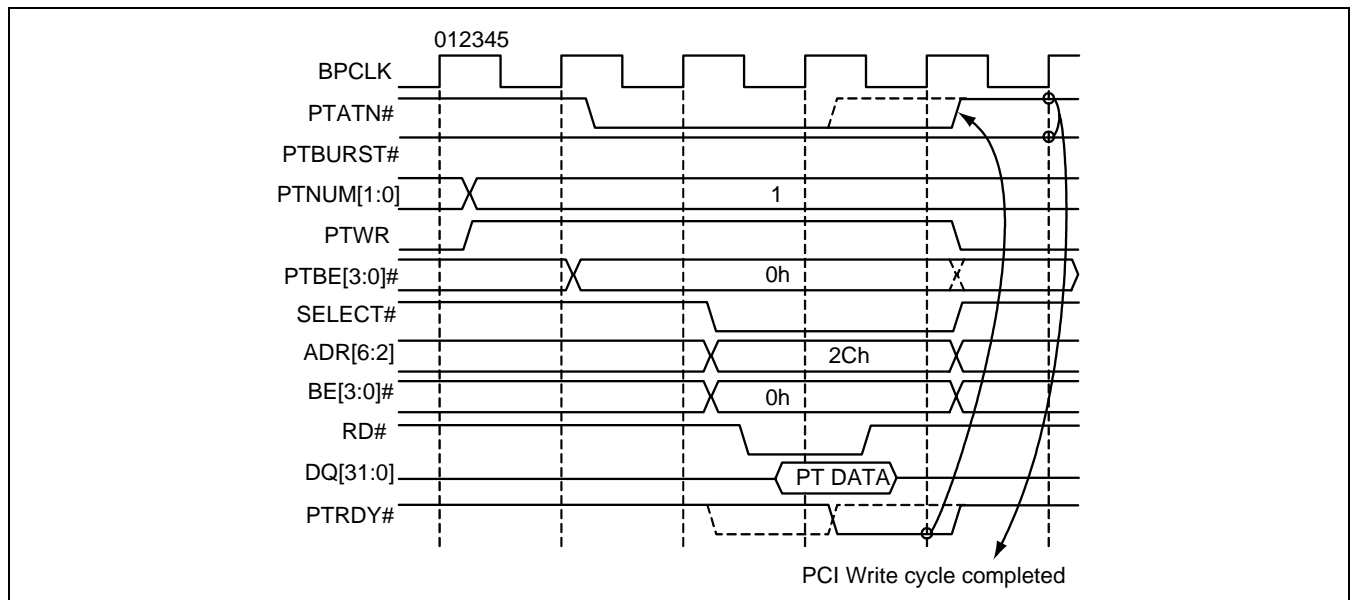 012345
BPCLK
PTATN#
PTBURST#
PTNUM[1:0]
1
PTWR
PTBE[3:0]#
0h
SELECT#
ADR[6:2]
2Ch
BE[3:0]#
0h
RD#
DQ[31:0]
PT DATA
PTRDY#
PCI Write cycle completed